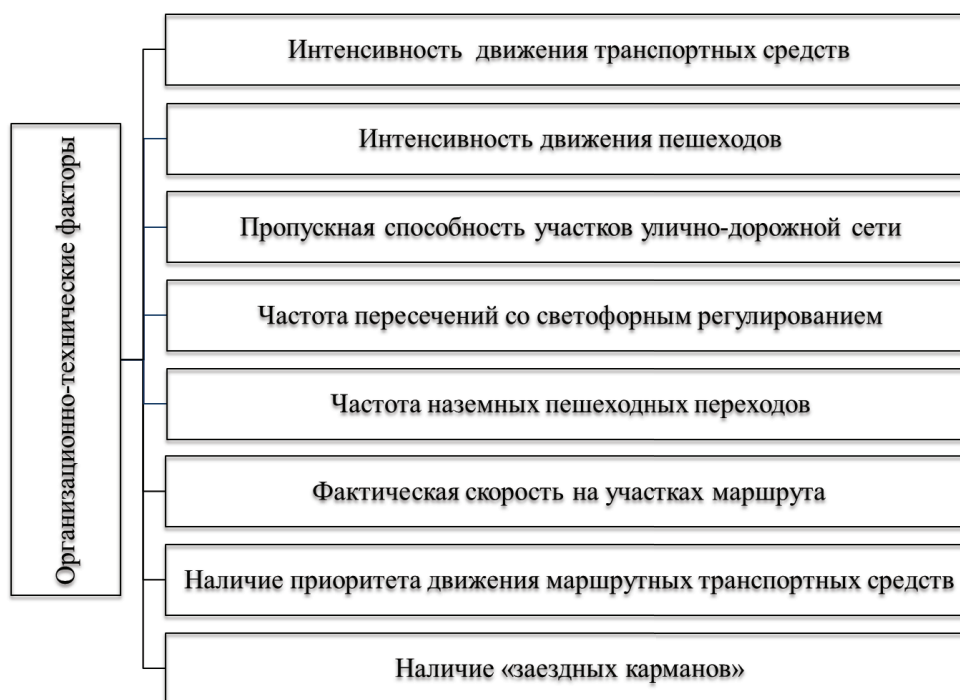 Организационно-технические факторы
Интенсивность движения транспортных средств
Интенсивность движения пешеходов
Пропускная способность участков улично-дорожной сети
Частота пересечений со светофорным регулированием
Частота наземных пешеходных переходов
Фактическая скорость на участках маршрута
Наличие приоритета движения маршрутных транспортных средств
Наличие «заездных карманов»